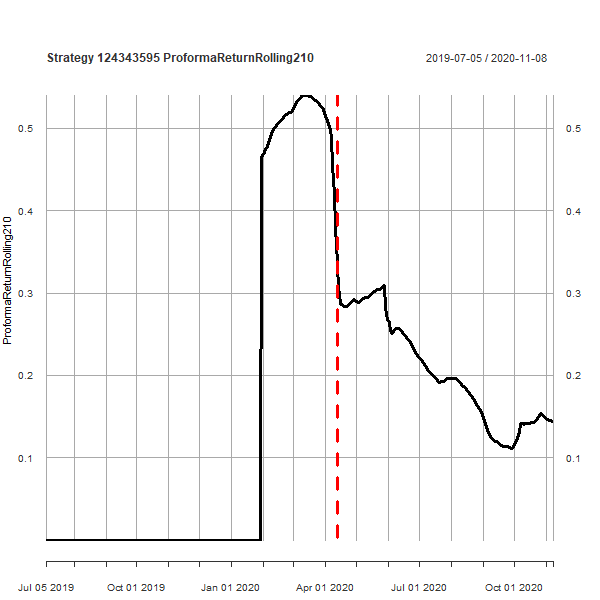 Strategy 124343595 ProformaReturnRolling210
2019-07-05 / 2020-11-08
ProformaReturnRolling210
0.5
0.4
0.3
0.2
0.1
0.5
0.4
0.3
0.2
0.1
Jul 05 2019
Oct 01 2019
Jan 01 2020
Apr 01 2020
Jul 01 2020
Oct 01 2020